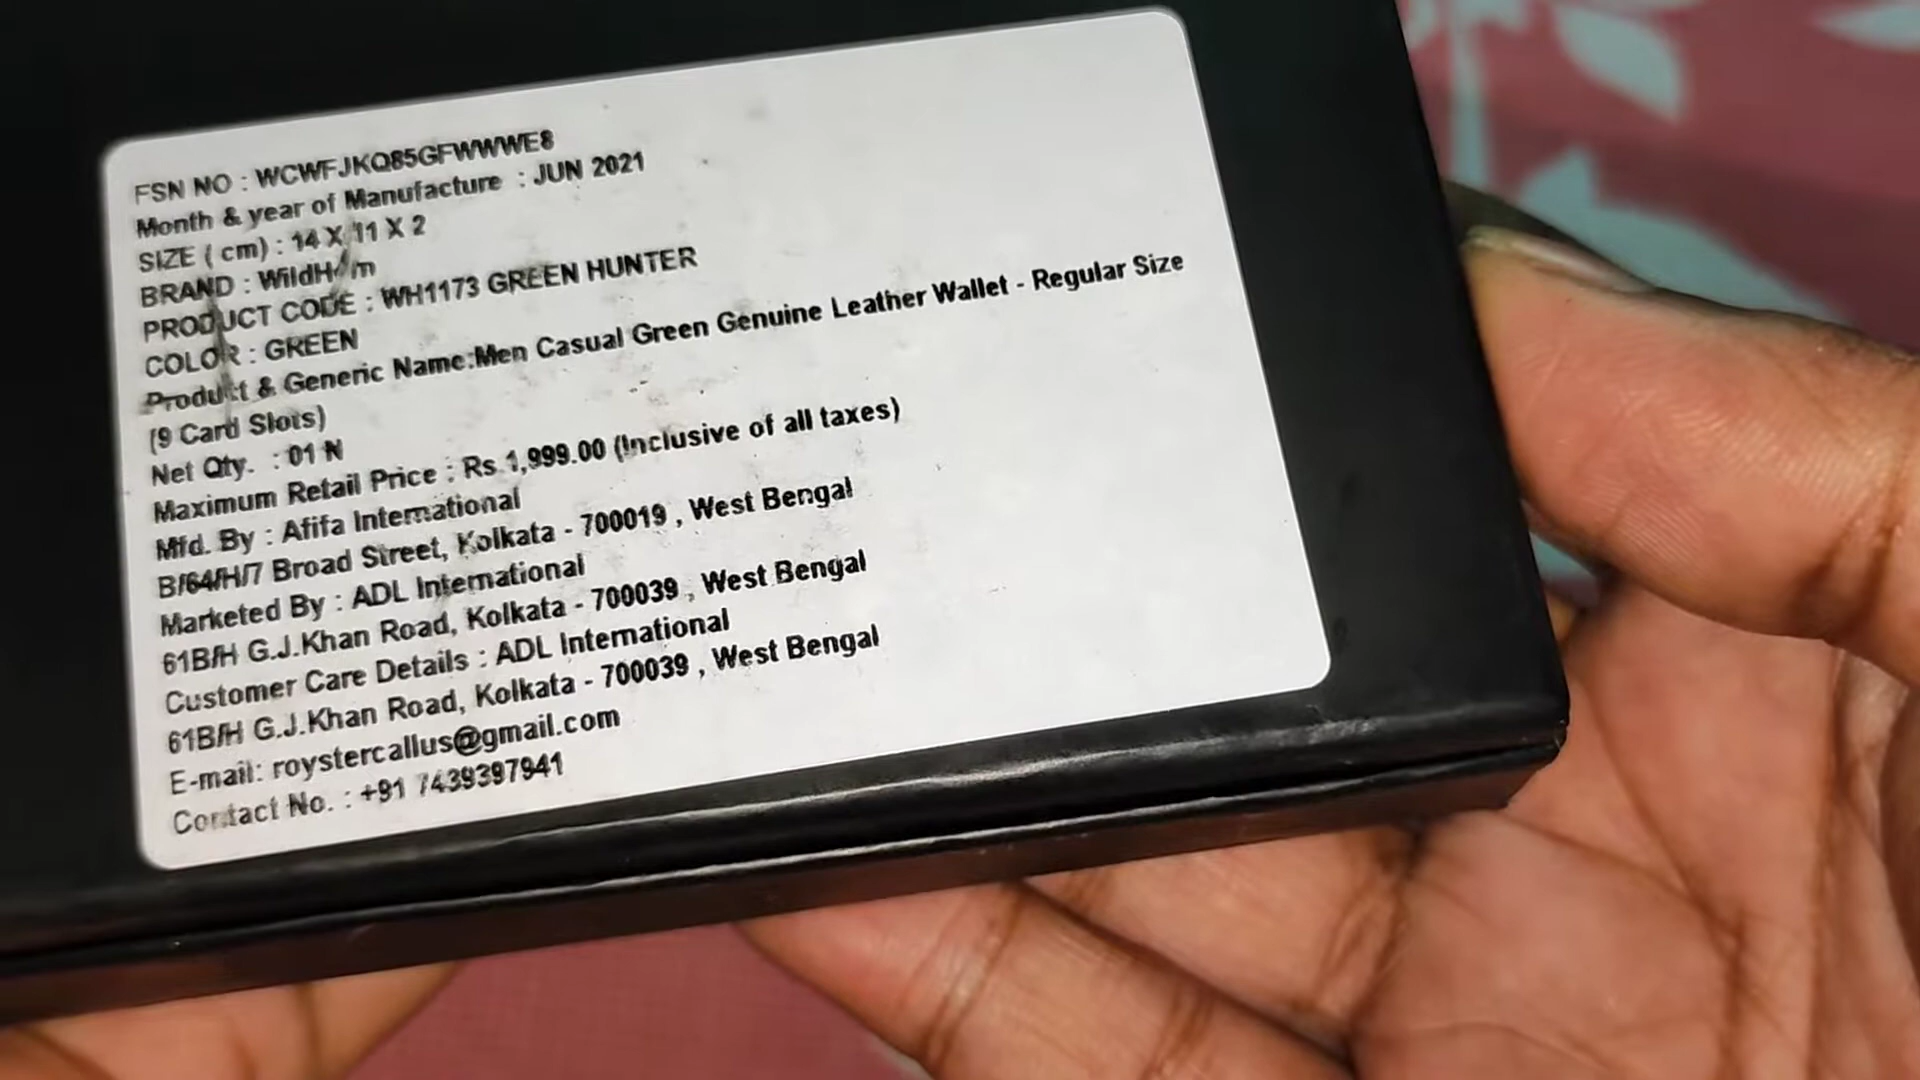 FSN NO : WCWFJKQ85GFWWWE8
Month & year of Manufacture : JUN 2021
SIZE ( cm) : 14 X 11 X 2
BRAND :
PRODUCT CODE : WH1173 GREEN HUNTER
COLOR : GREEN
Product & Generic Name:Men Casual Green Genuine Leather Wallet - Regular Size
(9 Card Slots)
Net Qty. : 01 N
Maximum Retail Price : Rs 1,999.00 (Inclusive of all taxes)
Mfd. By : Afifa International
B/64/H/7 Broad Street, Kolkata - 700019 , West Bengal
Marketed By : ADL International
61B/H G.J.Khan Road, Kolkata - 700039 , West Bengal
Customer Care Details : ADL International
61B/H G.J.Khan Road, Kolkata - 700039 , West Bengal
E-mail: roystercallus@gmail.com
Contact No. : +91 7439397941